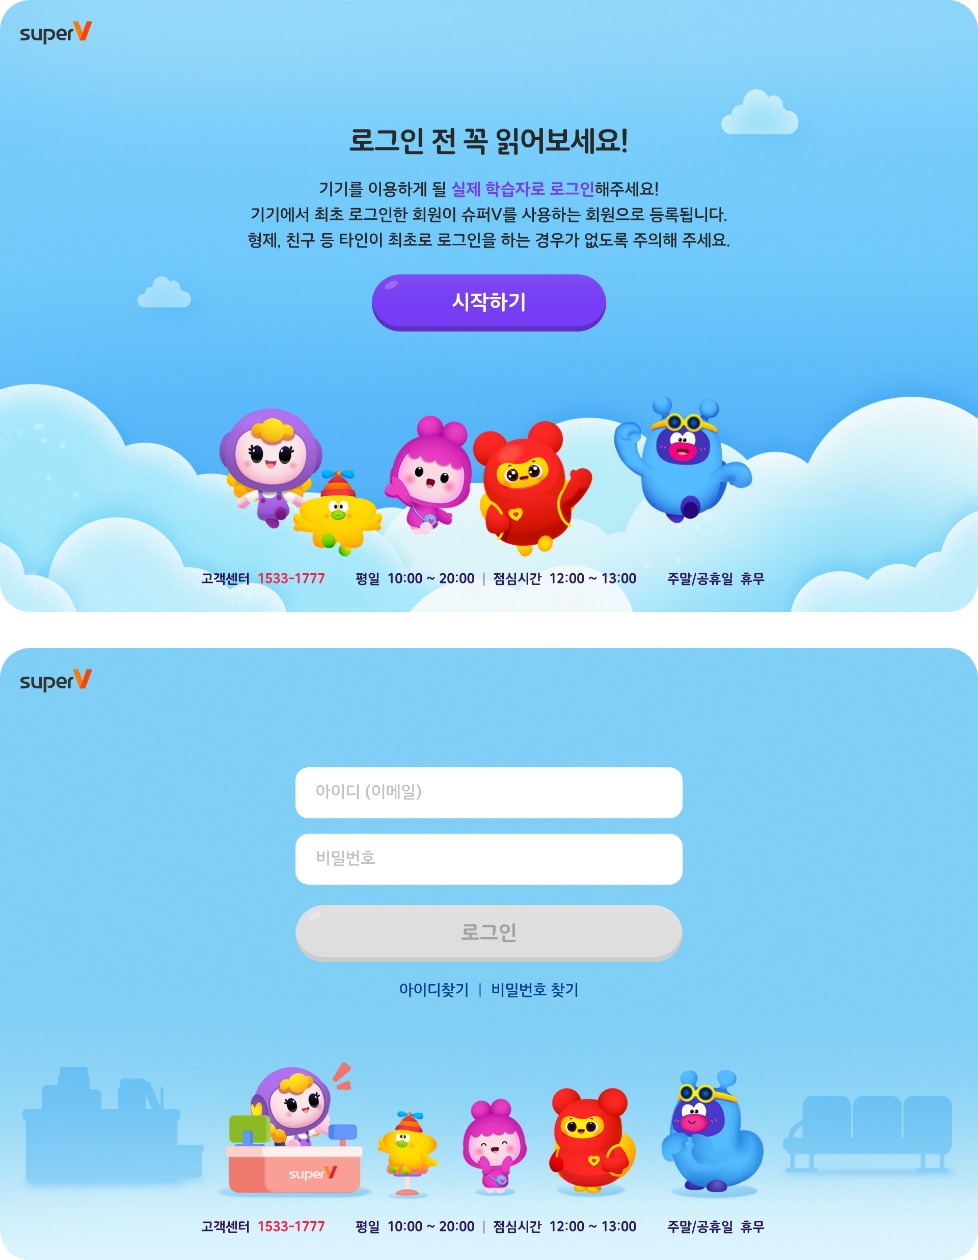 superV
로그인 전 꼭 읽어보세요!
기기를 이용하게 될 실제 학습자로 로그인해주세요!
기기에서 최초 로그인한 회원이 슈퍼V를 사용하는 회원으로 등록됩니다.
형제, 친구 등 타인이 최초로 로그인을 하는 경우가 없도록 주의해 주세요.
시작하기
고객센터 1533-1777 평일 10:00 ~ 20:00 | 점심시간 12:00 ~ 13:00 주말/공휴일 휴무
superV
아이디 (이메일)
비밀번호
로그인
아이디찾기 | 비밀번호 찾기
superV
고객센터 1533-1777 평일 10:00 ~ 20:00 | 점심시간 12:00 ~ 13:00 주말/공휴일 휴무